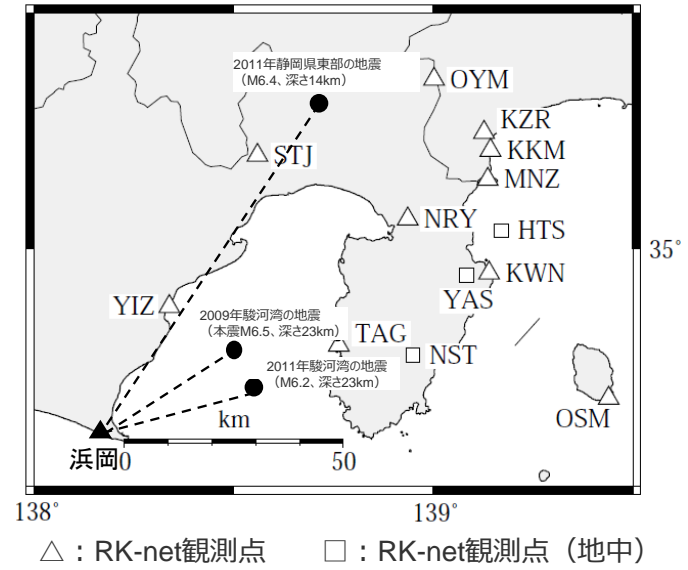 2011年静岡県東部の地震
(M6.4、深さ14km)
OYM
KZR
KKM
STJ
MNZ
NRY
HTS
35°
KWN
YIZ
YAS
2009年駿河湾の地震
(本震M6.5、深さ23km)
TAG
NST
2011年駿河湾の地震
(M6.2、深さ23km)
km
OSM
浜岡
0
50
138°
139°
△：RK-net観測点
□：RK-net観測点（地中）